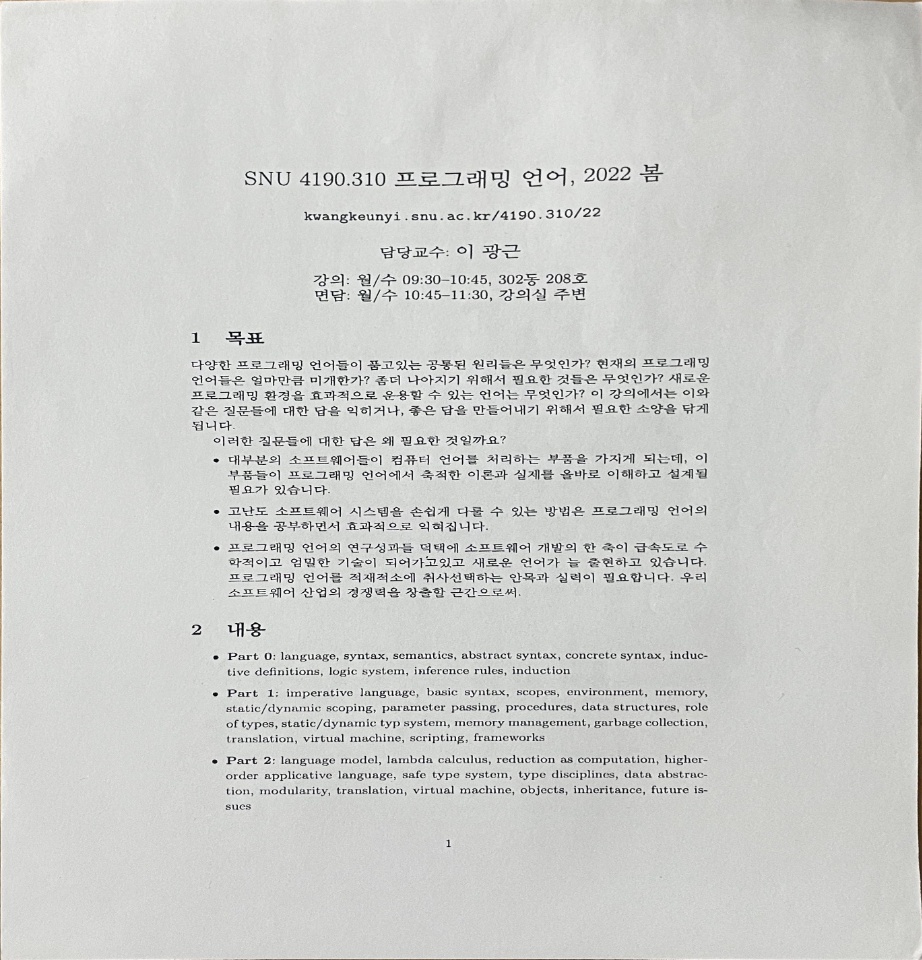 SNU 4190.310 프로그래밍 언어, 2022 봄
kwangkeunyi.snu.ac.kr/4190.310/22
담당교수: 이 광근
강의: 월/수 09:30–10:45, 302동 208호
면담: 월/수 10:45–11:30, 강의실 주변
1 목표
다양한 프로그래밍 언어들이 품고있는 공통된 원리들은 무엇인가? 현재의 프로그래밍
언어들은 얼마만큼 미개한가? 좀더 나아지기 위해서 필요한 것들은 무엇인가? 새로운
프로그래밍 환경을 효과적으로 운용할 수 있는 언어는 무엇인가? 이 강의에서는 이와
같은 질문들에 대한 답을 익히거나, 좋은 답을 만들어내기 위해서 필요한 소양을 닦게
됩니다.
이러한 질문들에 대한 답은 왜 필요한 것일까요?
• 대부분의 소프트웨어들이 컴퓨터 언어를 처리하는 부품을 가지게 되는데, 이
부품들이 프로그래밍 언어에서 축적한 이론과 실제를 올바로 이해하고 설계될
필요가 있습니다.
• 고난도 소프트웨어 시스템을 손쉽게 다룰 수 있는 방법은 프로그래밍 언어의
내용을 공부하면서 효과적으로 익혀집니다.
• 프로그래밍 언어의 연구성과들 덕택에 소프트웨어 개발의 한 축이 급속도로 수
학적이고 엄밀한 기술이 되어가고있고 새로운 언어가 늘 출현하고 있습니다.
프로그래밍 언어를 적재적소에 취사선택하는 안목과 실력이 필요합니다. 우리
소프트웨어 산업의 경쟁력을 창출할 근간으로써.
2 내용
• Part 0: language, syntax, semantics, abstract syntax, concrete syntax, induc-
tive definitions, logic system, inference rules, induction
• Part 1: imperative language, basic syntax, scopes, environment, memory,
static/dynamic scoping, parameter passing, procedures, data structures, role
of types, static/dynamic typ system, memory management, garbage collection,
translation, virtual machine, scripting, frameworks
• Part 2: language model, lambda calculus, reduction as computation, higher-
order applicative language, safe type system, type disciplines, data abstrac-
tion, modularity, translation, virtual machine, objects, inheritance, future is-
sues
1